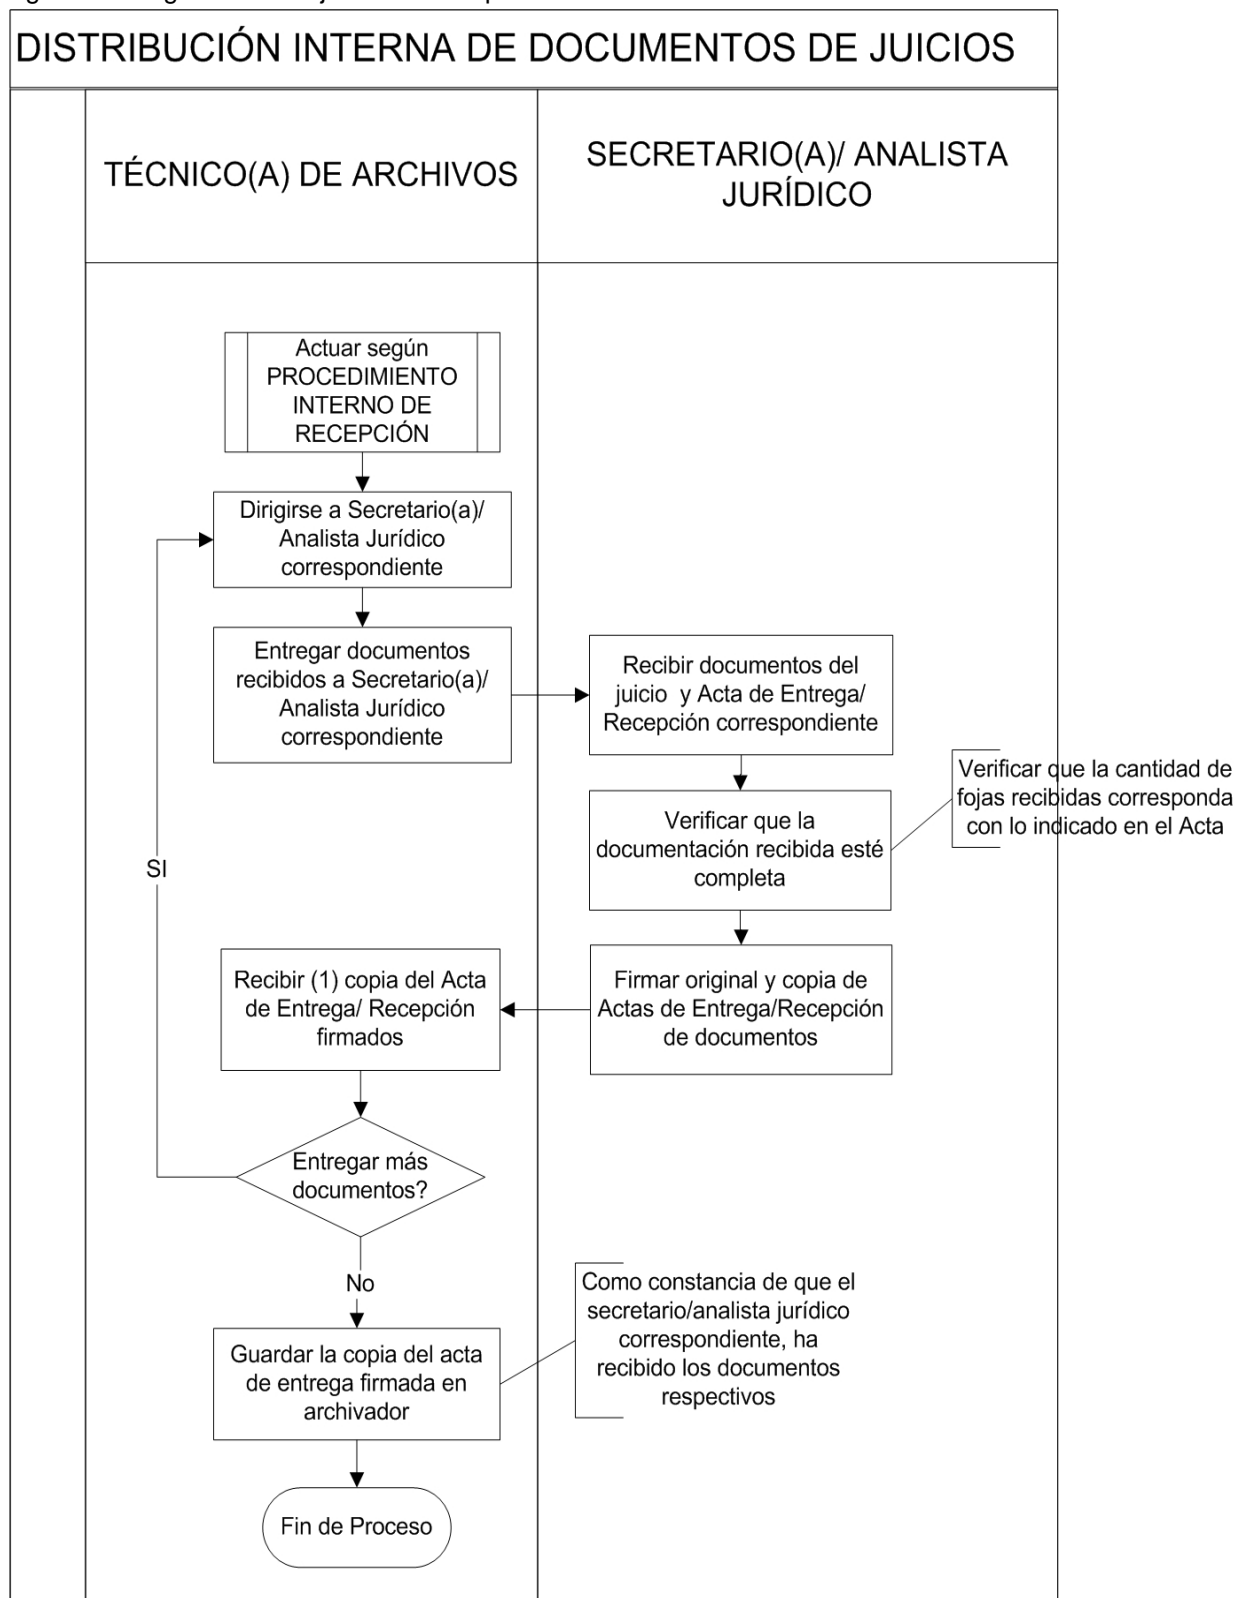 DISTRIBUCIÓN INTERNA DE DOCUMENTOS DE JUICIOS
TÉCNICO(A) DE ARCHIVOS
SECRETARIO(A)/ ANALISTA
JURÍDICO
Actuar según
PROCEDIMIENTO
INTERNO DE
RECEPCIÓN
Dirigirse a Secretario(a)/
Analista Jurídico
correspondiente
Entregar documentos
recibidos a Secretario(a)/
Analista Jurídico
correspondiente
Recibir documentos del
juicio y Acta de Entrega/
Recepción correspondiente
Verificar que la
documentación recibida esté
completa
Verificar que la cantidad de
fojas recibidas corresponda
con lo indicado en el Acta
Firmar original y copia de
Actas de Entrega/Recepción
de documentos
Recibir (1) copia del Acta
de Entrega/ Recepción
firmados
Entregar más
documentos?
SI
No
Guardar la copia del acta
de entrega firmada en
archivador
Como constancia de que el
secretario/analista jurídico
correspondiente, ha
recibido los documentos
respectivos
Fin de Proceso